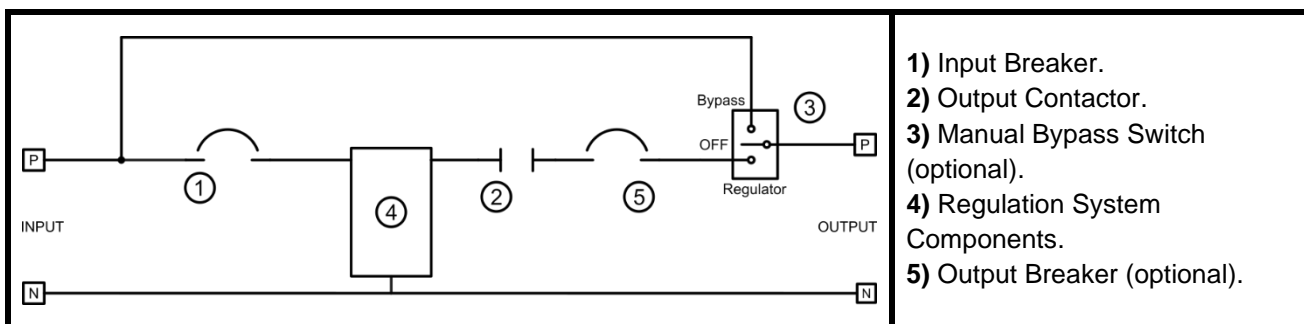 Bypass
3
P
OFF
P
1
2
5
Regulator
4
INPUT
OUTPUT
N
N
1) Input Breaker.
2) Output Contactor.
3) Manual Bypass Switch
(optional).
4) Regulation System
Components.
5) Output Breaker (optional).